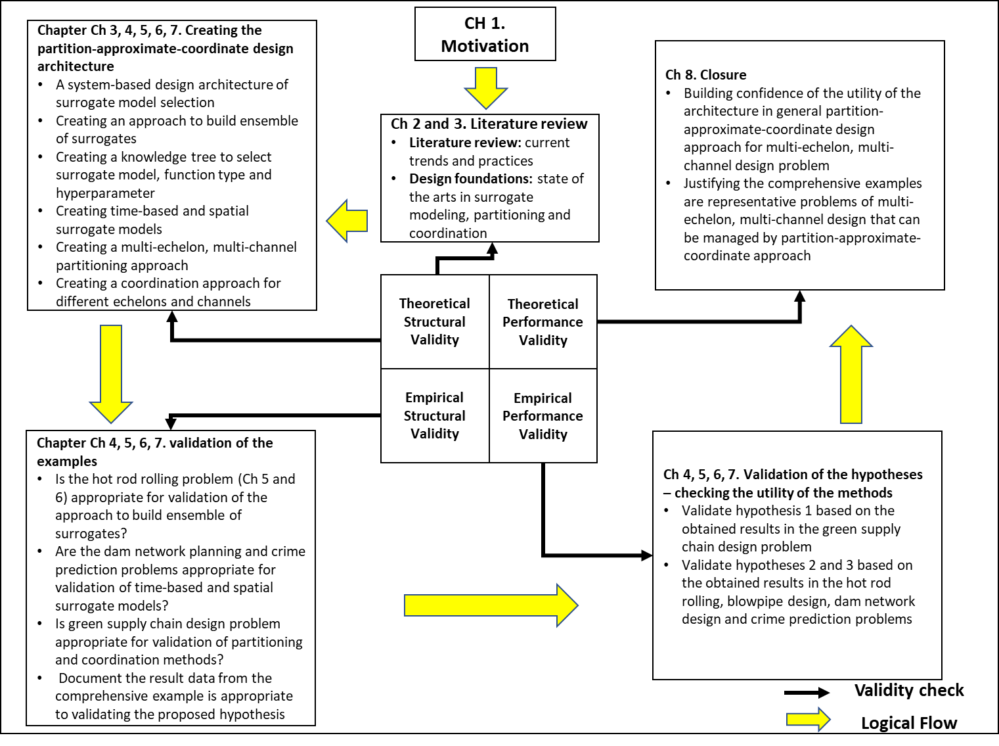 CH 1.
Motivation
Chapter Ch 3, 4, 5, 6, 7. Creating the
partition-approximate-coordinate design
architecture
• A system-based design architecture of
surrogate model selection
• Creating an approach to build ensemble
of surrogates
• Creating a knowledge tree to select
surrogate model, function type and
hyperparameter
• Creating time-based and spatial
surrogate models
• Creating a multi-echelon, multi-channel
partitioning approach
• Creating a coordination approach for
different echelons and channels
Ch 2 and 3. Literature review
• Literature review: current
trends and practices
• Design foundations: state of
the arts in surrogate
modeling, partitioning and
coordination
Ch 8. Closure
• Building confidence of the utility of the
architecture in general partition-
approximate-coordinate design
approach for multi-echelon, multi-
channel design problem
• Justifying the comprehensive examples
are representative problems of multi-
echelon, multi-channel design that can
be managed by partition-approximate-
coordinate approach
Theoretical
Structural
Validity
Theoretical
Performance
Validity
Empirical
Structural
Validity
Empirical
Performance
Validity
Chapter Ch 4, 5, 6, 7. validation of the
examples
• Is the hot rod rolling problem (Ch 5 and
6) appropriate for validation of the
approach to build ensemble of
surrogates?
• Are the dam network planning and crime
prediction problems appropriate for
validation of time-based and spatial
surrogate models?
• Is green supply chain design problem
appropriate for validation of partitioning
and coordination methods?
• Document the result data from the
comprehensive example is appropriate
to validating the proposed hypothesis
Ch 4, 5, 6, 7. Validation of the hypotheses
– checking the utility of the methods
• Validate hypothesis 1 based on the
obtained results in the green supply
chain design problem
• Validate hypotheses 2 and 3 based on
the obtained results in the hot rod
rolling, blowpipe design, dam network
design and crime prediction problems
Validity check
Logical Flow